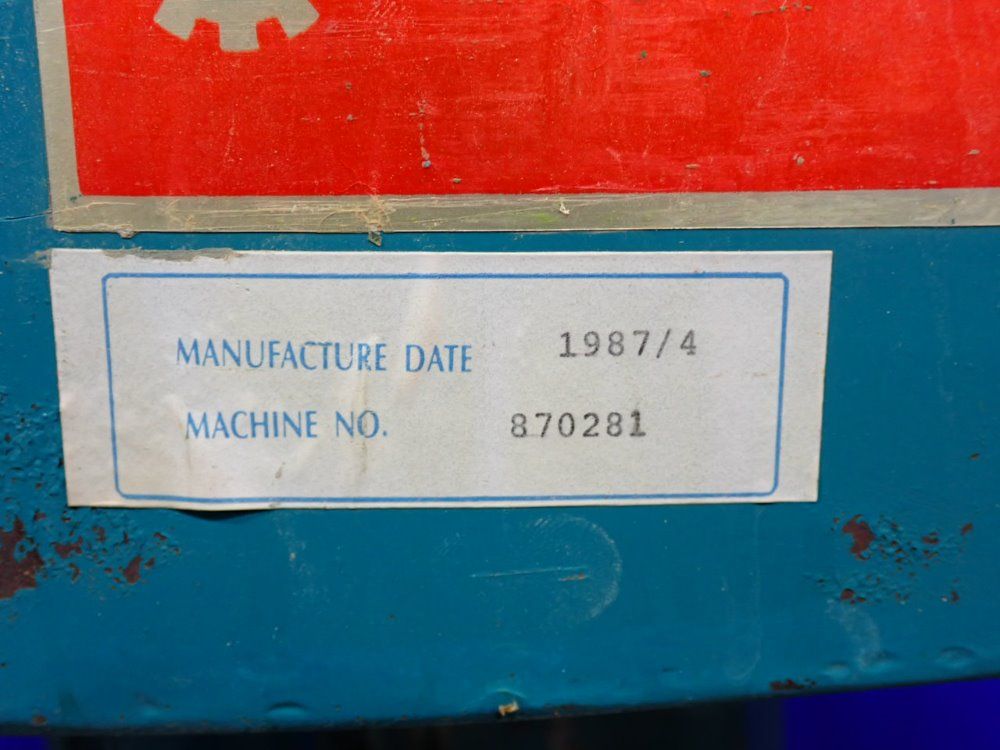 MANUFACTURE DATE 1987/4
MACHINE NO. 870281